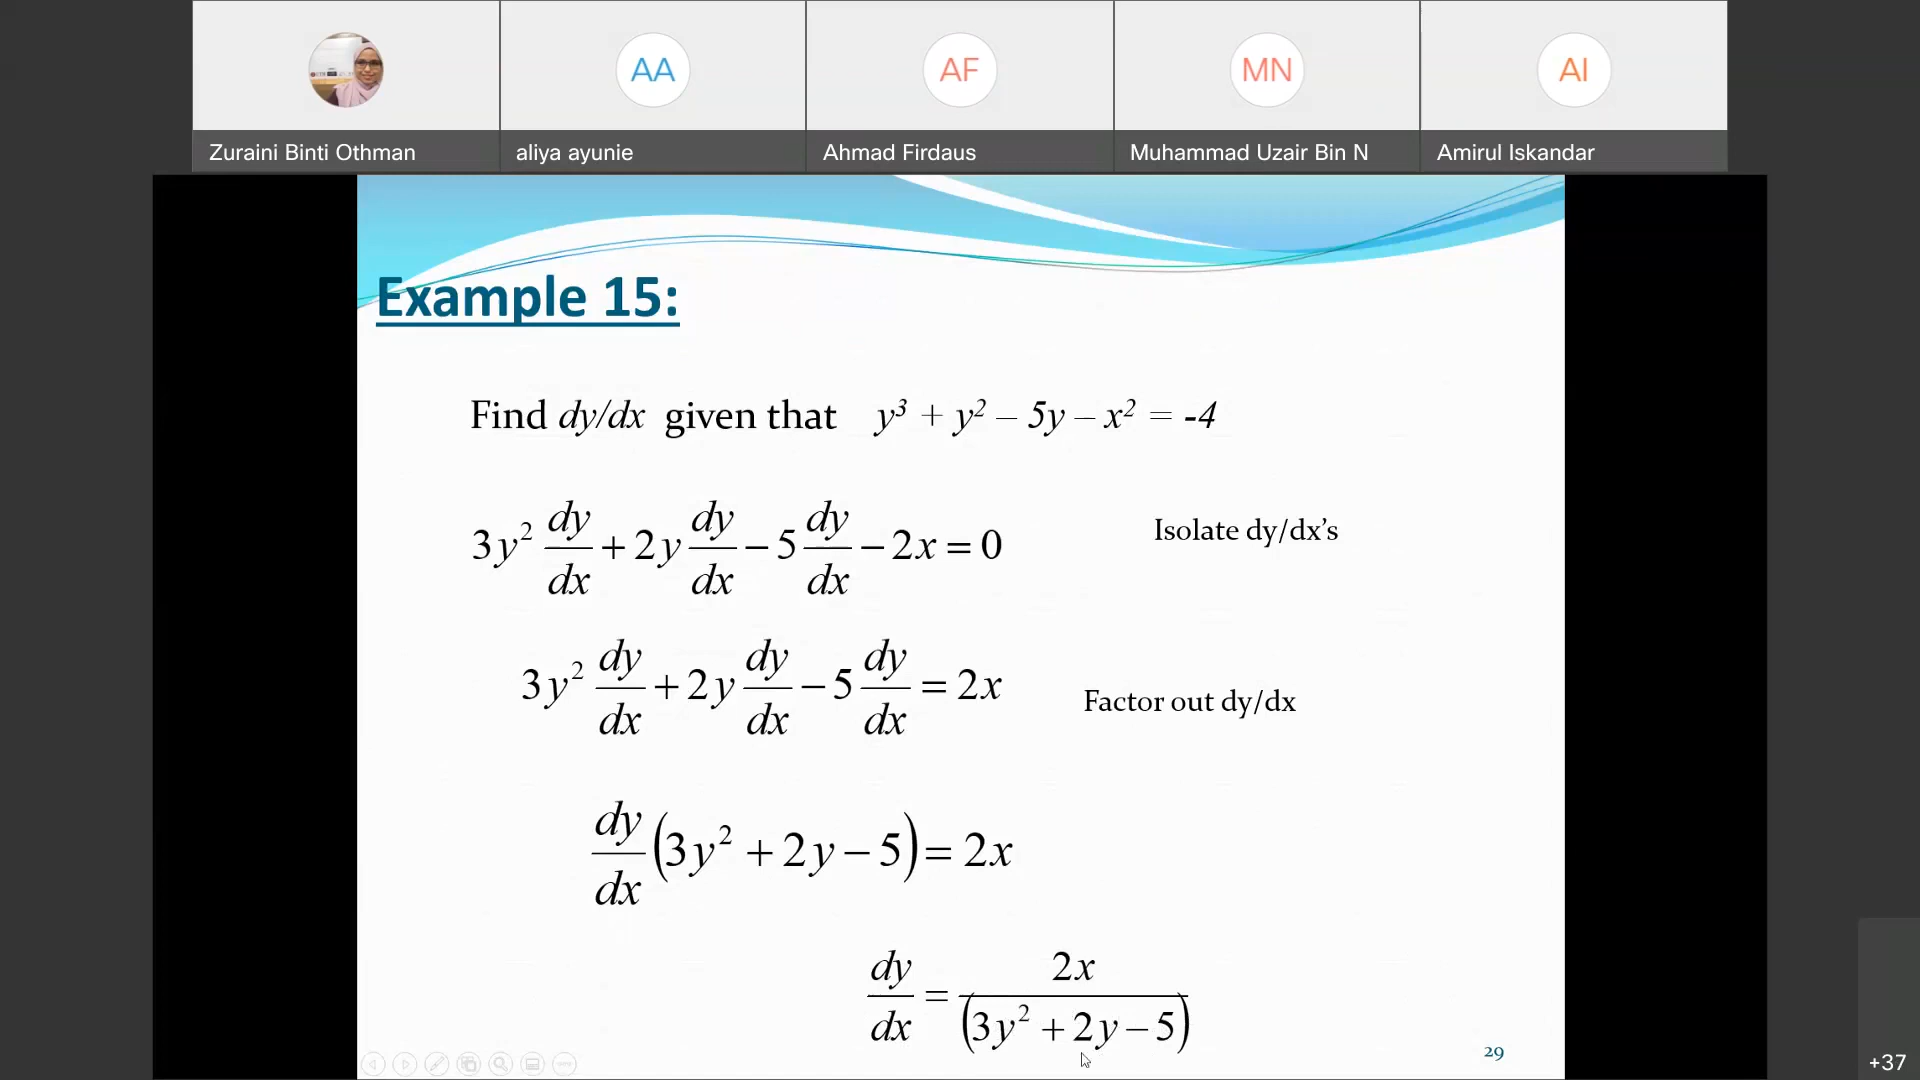 AA
AF
MN
AI
Zuraini Binti Othman
aliya ayunie
Ahmad Firdaus
Muhammad Uzair Bin N
Amirul Iskandar
Example 15:
Find dy/dx given that y³ + y² – 5y – x² = -4
3y² dy/dx + 2y dy/dx – 5 dy/dx – 2x = 0
Isolate dy/dx's
3y² dy/dx + 2y dy/dx – 5 dy/dx = 2x
Factor out dy/dx
dy/dx (3y² + 2y – 5) = 2x
dy/dx = 2x/(3y² + 2y – 5)
29
+37